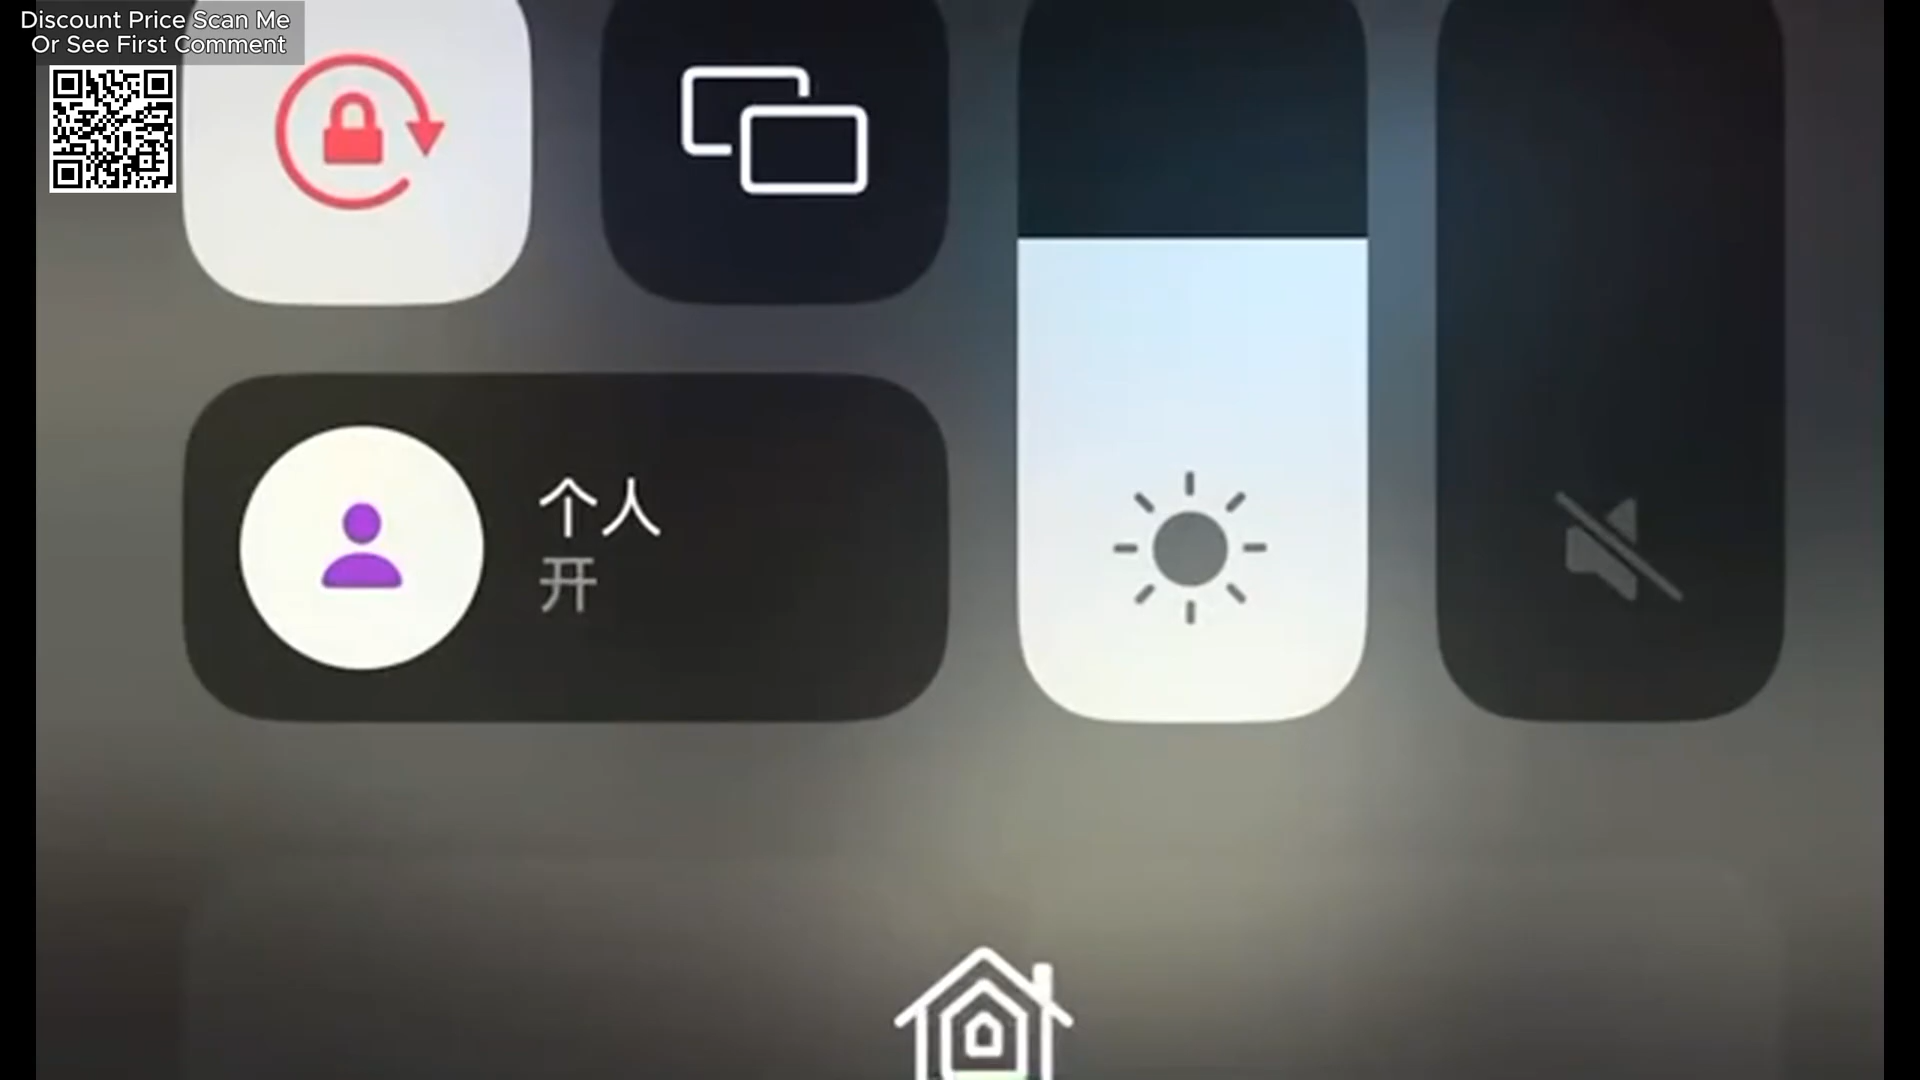 Discount Price Scan Me
Or See First Comment
个人
开